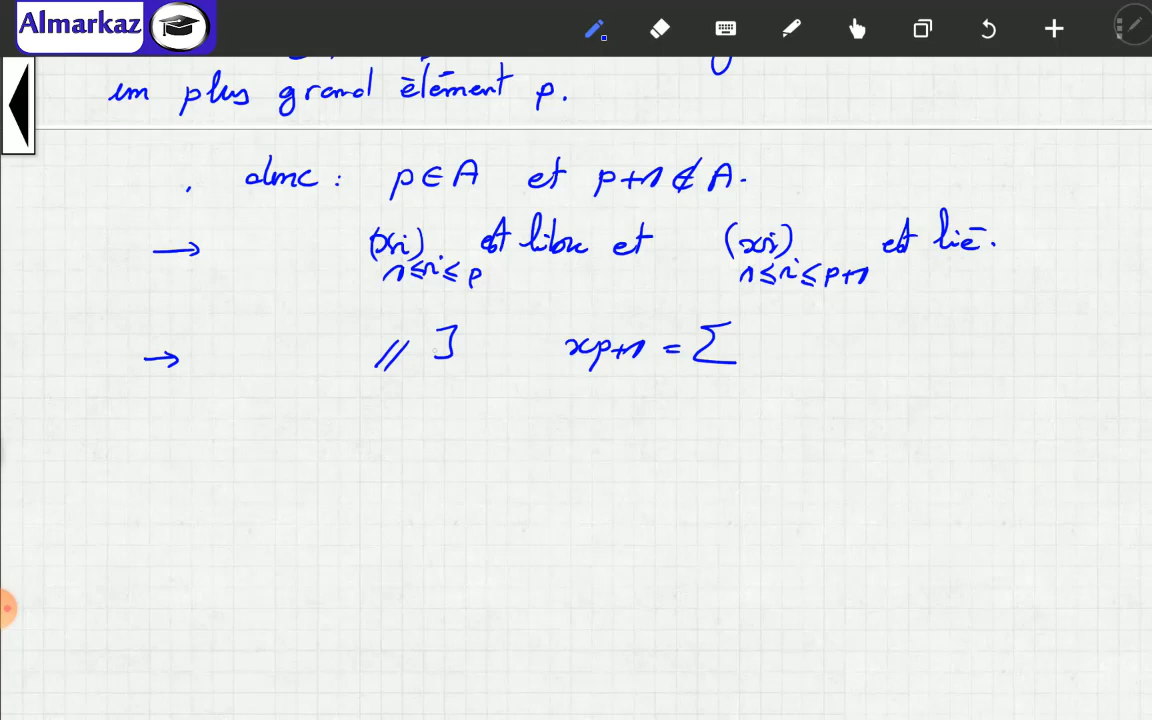 Almarkaz
un plus grand élément p.
, donc : p ∈ A et p+1 ∉ A.
→ (xi) 1≤i≤p est libre et (xi) 1≤i≤p+1 est lié.
→ // ∃ xp+1 = Σ